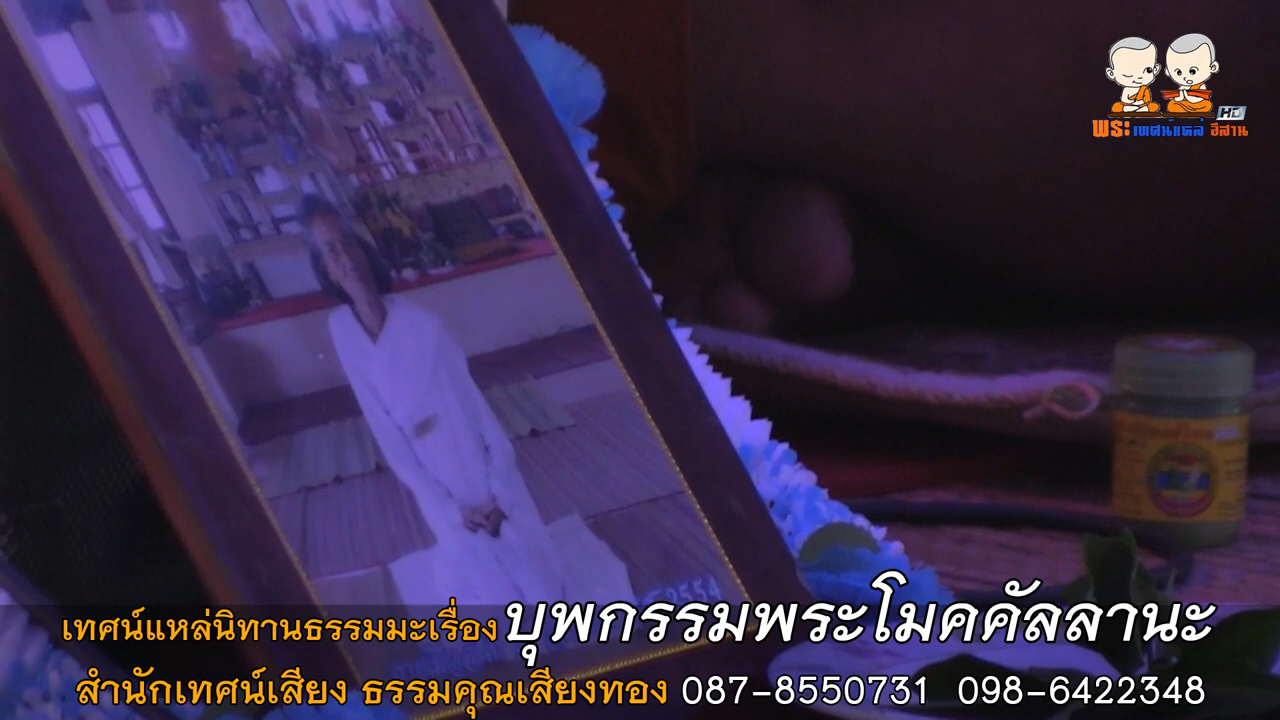 HD
พระเทศน์แหล่ อีสาน
2554
เทศน์แหล่นิทานธรรมมะเรื่อง บุพกรรมพระโมคคัลลานะ
สำนักเทศน์เสียง ธรรมคุณเสียงทอง 087-8550731 098-6422348